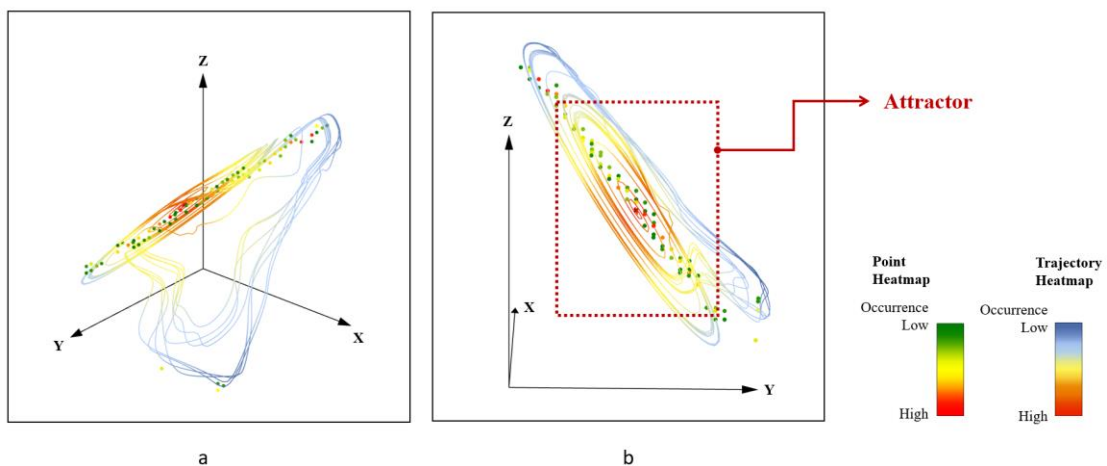 Z
Y
X
a
Z
X
Y
b
Attractor
Point
Heatmap
Occurrence
Low
High
Trajectory
Heatmap
Occurrence
Low
High